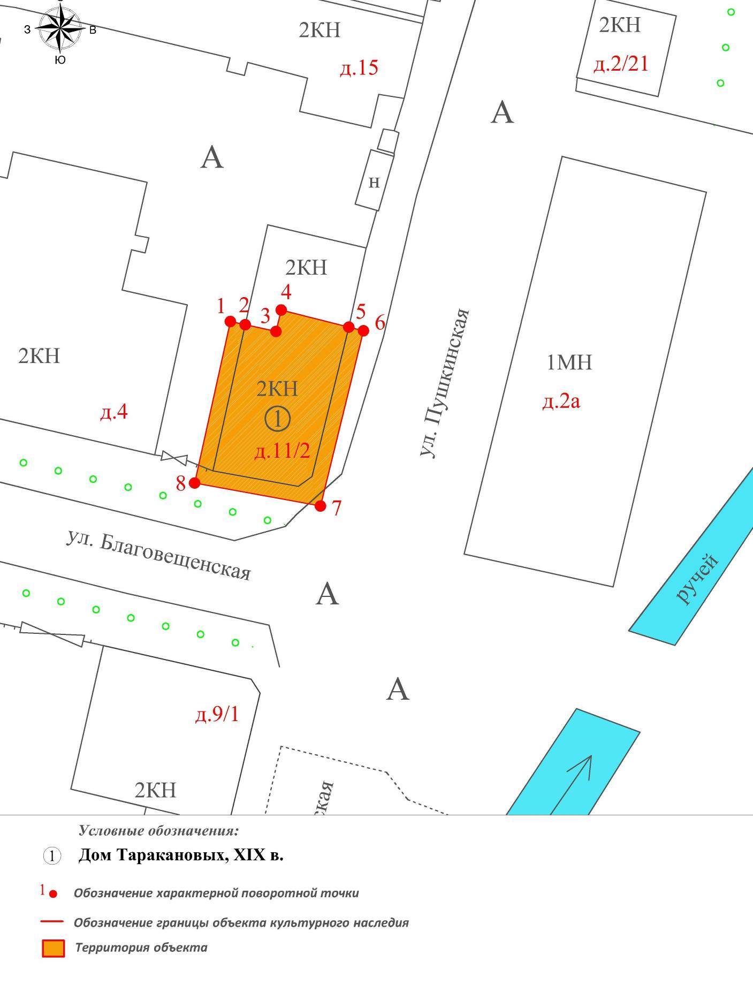 З
В
Ю
2КН
д.15
2КН
д.2/21
А
А
н
2КН
4
1
2
3
5
6
2КН
2КН
1
д.11/2
д.4
8
7
ул. Пушкинская
1МН
д.2а
ручей
ул. Благовещенская
А
А
д.9/1
2КН
ская
Условные обозначения:
1 Дом Таракановых, XIX в.
1 Обозначение характерной поворотной точки
Обозначение границы объекта культурного наследия
Территория объекта